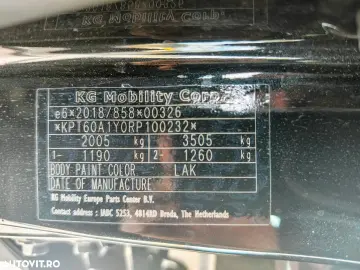 KG Mobility Corp.
e6*2018/858*00326
*KPT60A1Y0RP100232*
2005 kg 3505 kg
1- 1190 kg 2- 1260 kg
BODY PAINT COLOR LAK
DATE OF MANUFACTURE
KG Mobility Europe Parts Center B.V.
Contact address : IABC 5253, 4814RD Breda, The Netherlands
Autovit.ro